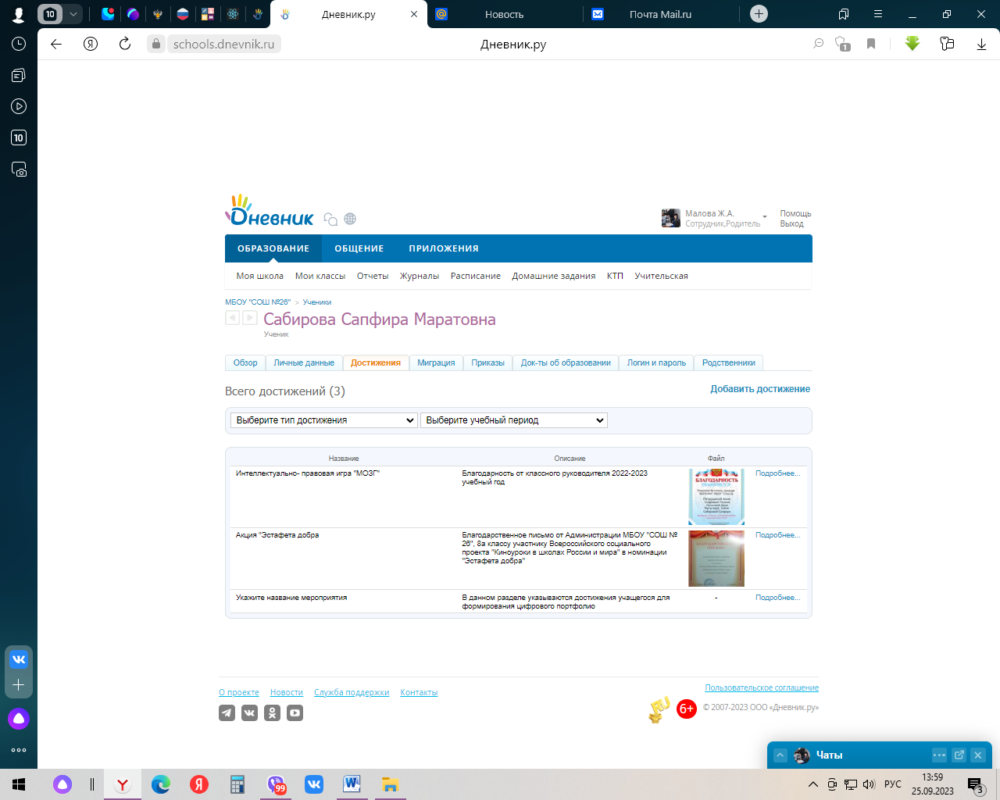 10
Дневник.ру
Новость
Почта Mail.ru
schools.dnevnik.ru
Дневник.ру
1
10
Дневник
Малова Ж.А.
Сотрудник,Родитель
Помощь
Выход
ОБРАЗОВАНИЕ
ОБЩЕНИЕ
ПРИЛОЖЕНИЯ
Моя школа
Мои классы
Отчеты
Журналы
Расписание
Домашние задания
КТП
Учительская
МБОУ "СОШ №26" > Ученики
Сабирова Сапфира Маратовна
Ученик
Обзор
Личные данные
Достижения
Миграция
Приказы
Док-ты об образовании
Логин и пароль
Родственники
Всего достижений (3)
Добавить достижение
Выберите тип достижения
Выберите учебный период
Название
Описание
Файл
Интеллектуально- правовая игра "МОЗГ"
Благодарность от классного руководителя 2022-2023
учебный год
БЛАГОДАРНОСТЬ
Подробнее...
Акция "Эстафета добра
Благодарственное письмо от Администрации МБОУ "СОШ №
26", 8а классу участнику Всероссийского социального
проекта "Киноуроки в школах России и мира" в номинации
"Эстафета добра"
Подробнее...
Укажите название мероприятия
В данном разделе указываются достижения учащегося для
формирования цифрового портфолио
-
Подробнее...
О проекте
Новости
Служба поддержки
Контакты
Пользовательское соглашение
RU
6+
© 2007-2023 ООО «Дневник.ру»
Чаты
99
РУС
13:59
25.09.2023
3